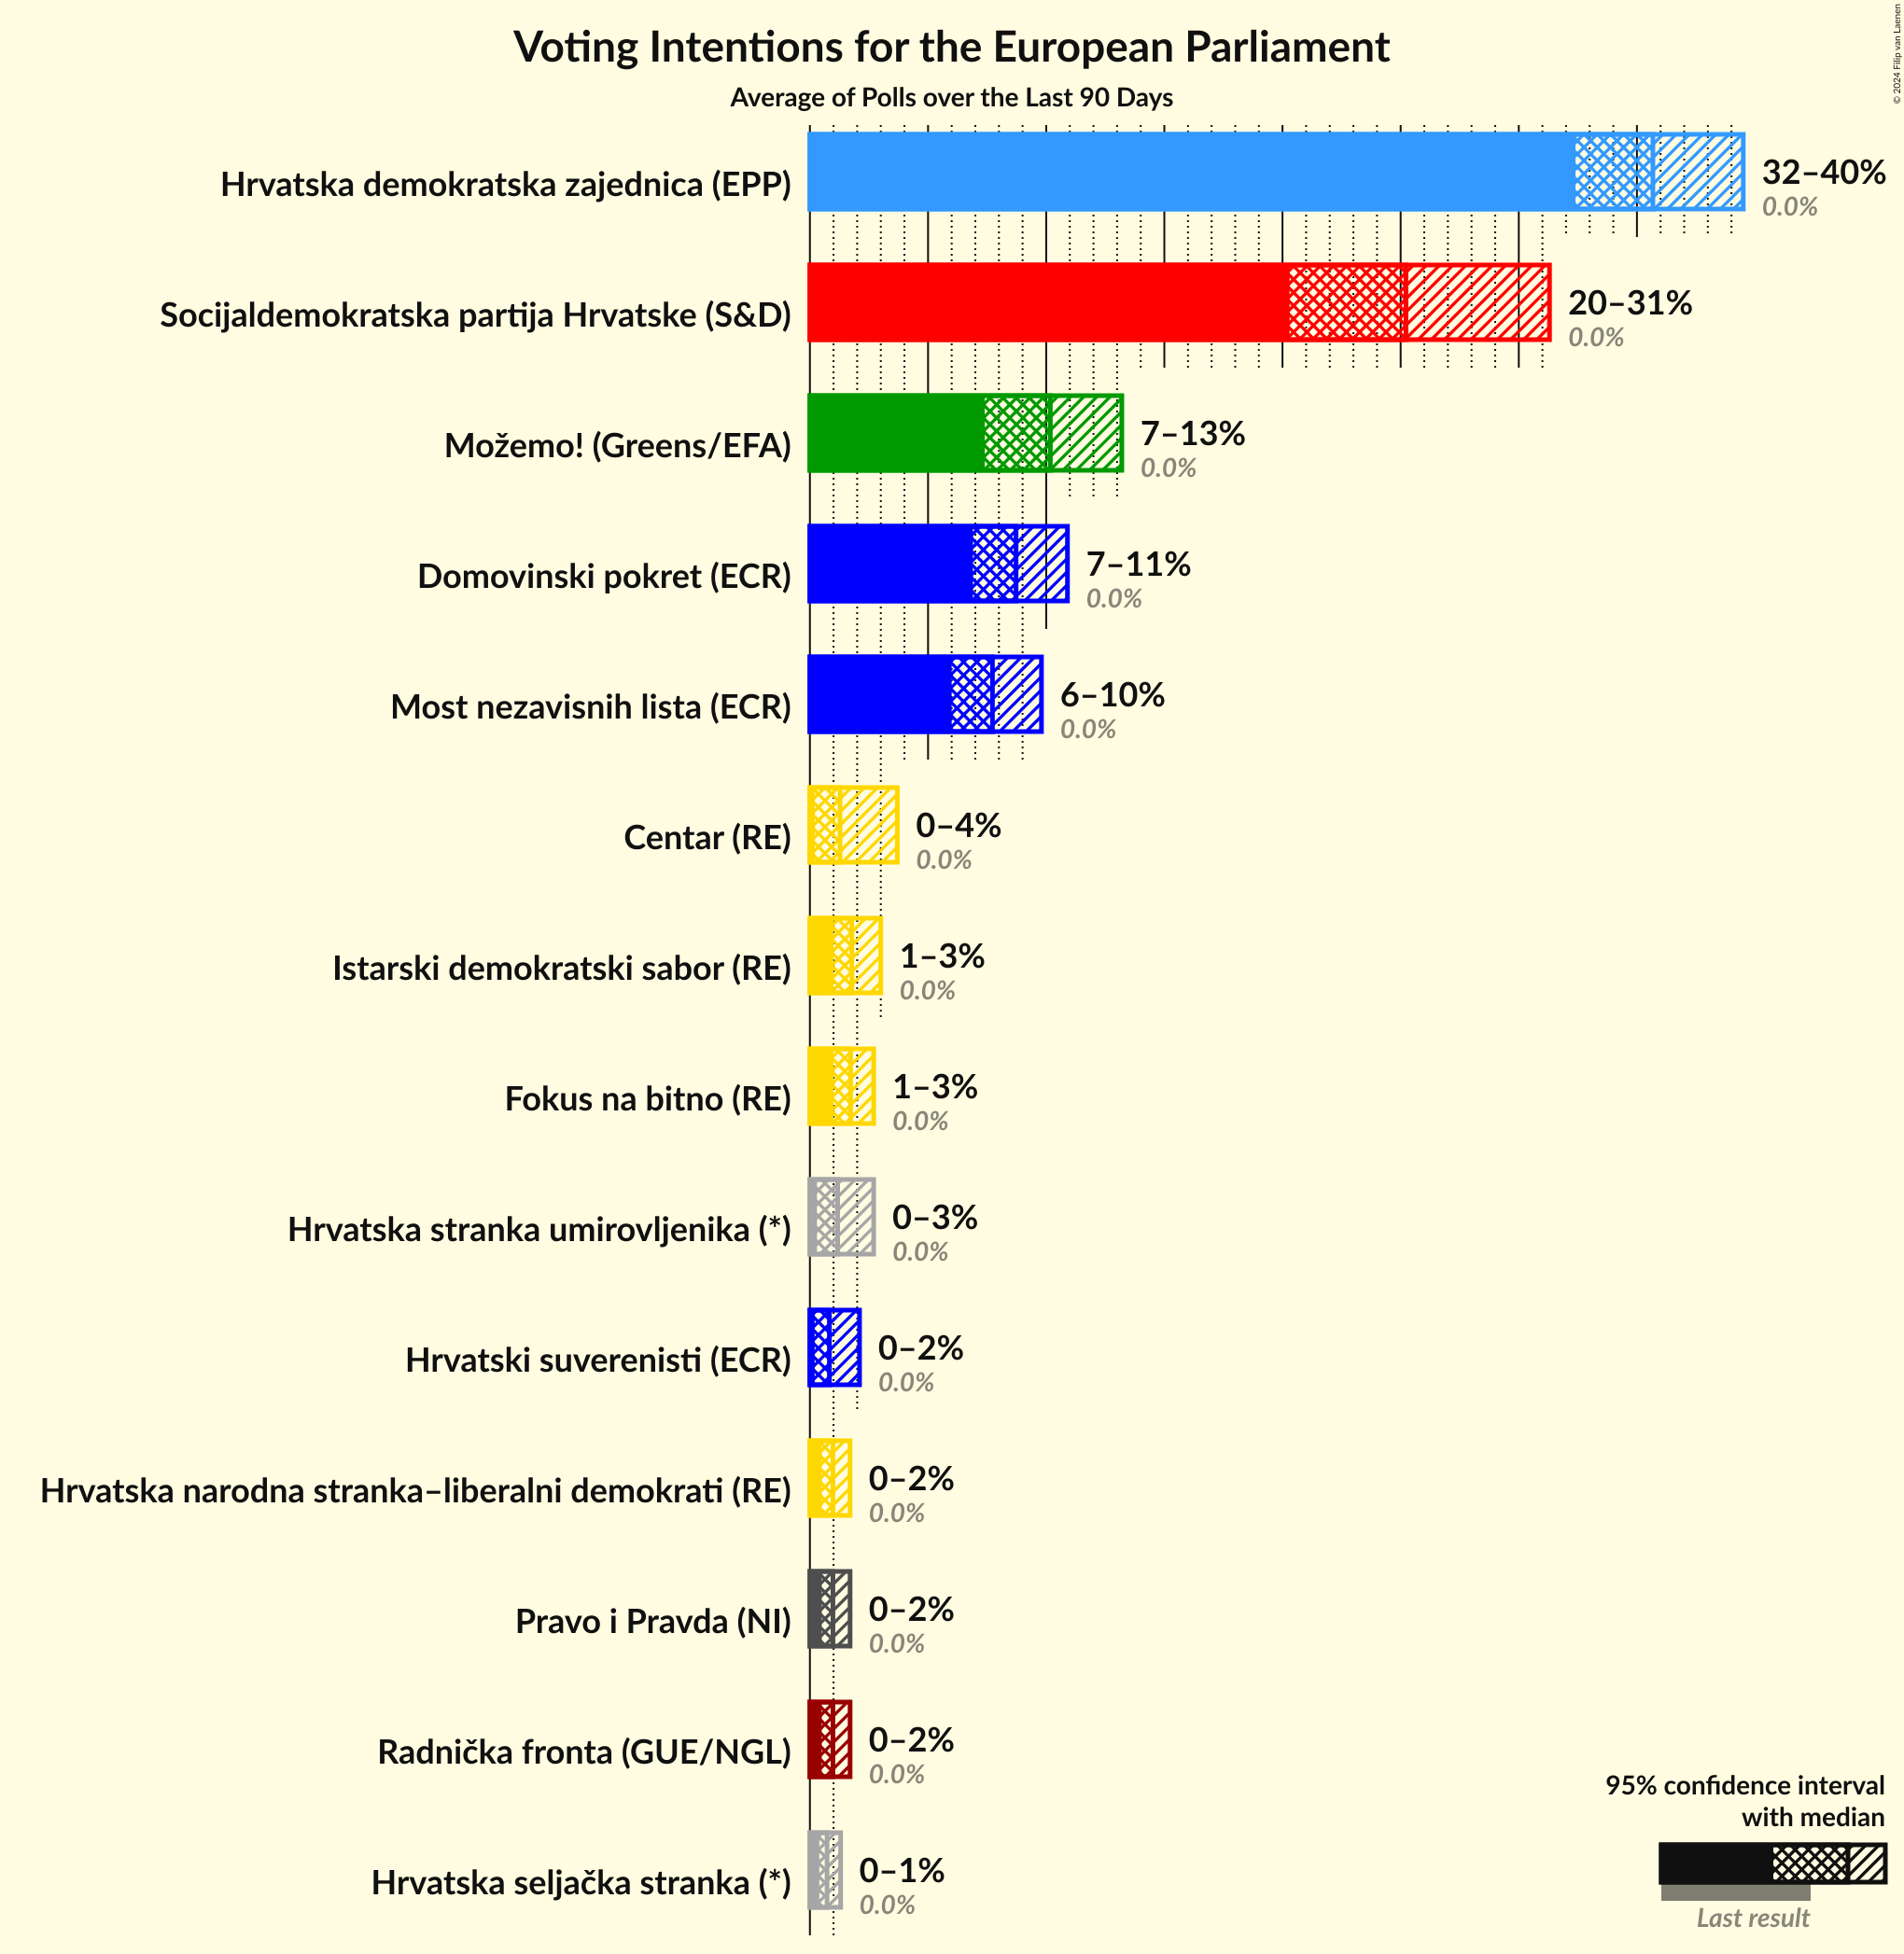 Voting Intentions for the European Parliament
Average of Polls over the Last 90 Days
© 2024 Filip van Laenen
Hrvatska demokratska zajednica (EPP)
32–40%
0.0%
Socijaldemokratska partija Hrvatske (S&D)
20–31%
0.0%
Možemo! (Greens/EFA)
7–13%
0.0%
Domovinski pokret (ECR)
7–11%
0.0%
Most nezavisnih lista (ECR)
6–10%
0.0%
Centar (RE)
0–4%
0.0%
Istarski demokratski sabor (RE)
1–3%
0.0%
Fokus na bitno (RE)
1–3%
0.0%
Hrvatska stranka umirovljenika (*)
0–3%
0.0%
Hrvatski suverenisti (ECR)
0–2%
0.0%
Hrvatska narodna stranka–liberalni demokrati (RE)
0–2%
0.0%
Pravo i Pravda (NI)
0–2%
0.0%
Radnička fronta (GUE/NGL)
0–2%
0.0%
Hrvatska seljačka stranka (*)
0–1%
0.0%
95% confidence interval
with median
Last result